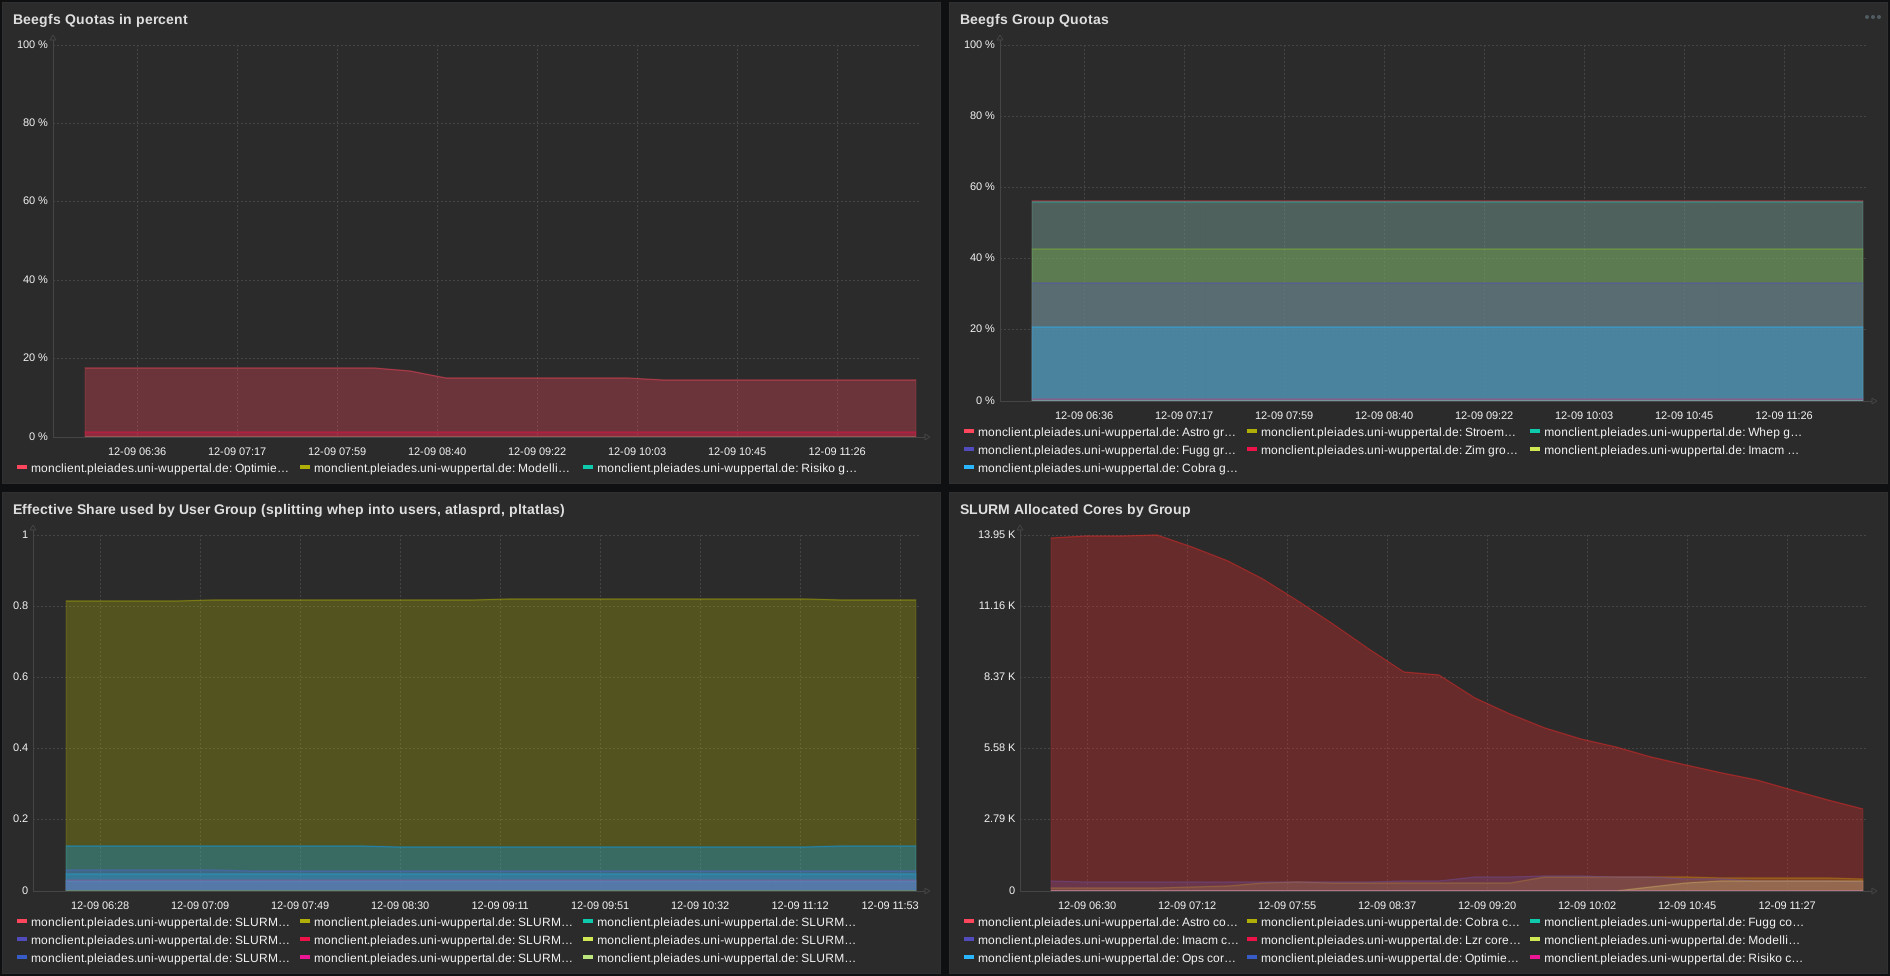 Beegfs Quotas in percent
100 %
80 %
60 %
40 %
20 %
0 %
12-09 06:36 12-09 07:17 12-09 07:59 12-09 08:40 12-09 09:22 12-09 10:03 12-09 10:45 12-09 11:26
monclient.pleiades.uni-wuppertal.de: Optimie... monclient.pleiades.uni-wuppertal.de: Modelli... monclient.pleiades.uni-wuppertal.de: Risiko g...
Beegfs Group Quotas
100 %
80 %
60 %
40 %
20 %
0 %
12-09 06:36 12-09 07:17 12-09 07:59 12-09 08:40 12-09 09:22 12-09 10:03 12-09 10:45 12-09 11:26
monclient.pleiades.uni-wuppertal.de: Astro gr... monclient.pleiades.uni-wuppertal.de: Stroem... monclient.pleiades.uni-wuppertal.de: Whep g...
monclient.pleiades.uni-wuppertal.de: Fugg gr... monclient.pleiades.uni-wuppertal.de: Zim gro... monclient.pleiades.uni-wuppertal.de: Imacm ...
monclient.pleiades.uni-wuppertal.de: Cobra g...
Effective Share used by User Group (splitting whep into users, atlasprd, pltatlas)
1
0.8
0.6
0.4
0.2
0
12-09 06:28 12-09 07:09 12-09 07:49 12-09 08:30 12-09 09:11 12-09 09:51 12-09 10:32 12-09 11:12 12-09 11:53
monclient.pleiades.uni-wuppertal.de: SLURM... monclient.pleiades.uni-wuppertal.de: SLURM... monclient.pleiades.uni-wuppertal.de: SLURM...
monclient.pleiades.uni-wuppertal.de: SLURM... monclient.pleiades.uni-wuppertal.de: SLURM... monclient.pleiades.uni-wuppertal.de: SLURM...
monclient.pleiades.uni-wuppertal.de: SLURM... monclient.pleiades.uni-wuppertal.de: SLURM... monclient.pleiades.uni-wuppertal.de: SLURM...
SLURM Allocated Cores by Group
13.95 K
11.16 K
8.37 K
5.58 K
2.79 K
0
12-09 06:30 12-09 07:12 12-09 07:55 12-09 08:37 12-09 09:20 12-09 10:02 12-09 10:45 12-09 11:27
monclient.pleiades.uni-wuppertal.de: Astro co... monclient.pleiades.uni-wuppertal.de: Cobra c... monclient.pleiades.uni-wuppertal.de: Fugg co...
monclient.pleiades.uni-wuppertal.de: Imacm c... monclient.pleiades.uni-wuppertal.de: Lzr core... monclient.pleiades.uni-wuppertal.de: Modelli...
monclient.pleiades.uni-wuppertal.de: Ops cor... monclient.pleiades.uni-wuppertal.de: Optimie... monclient.pleiades.uni-wuppertal.de: Risiko c...